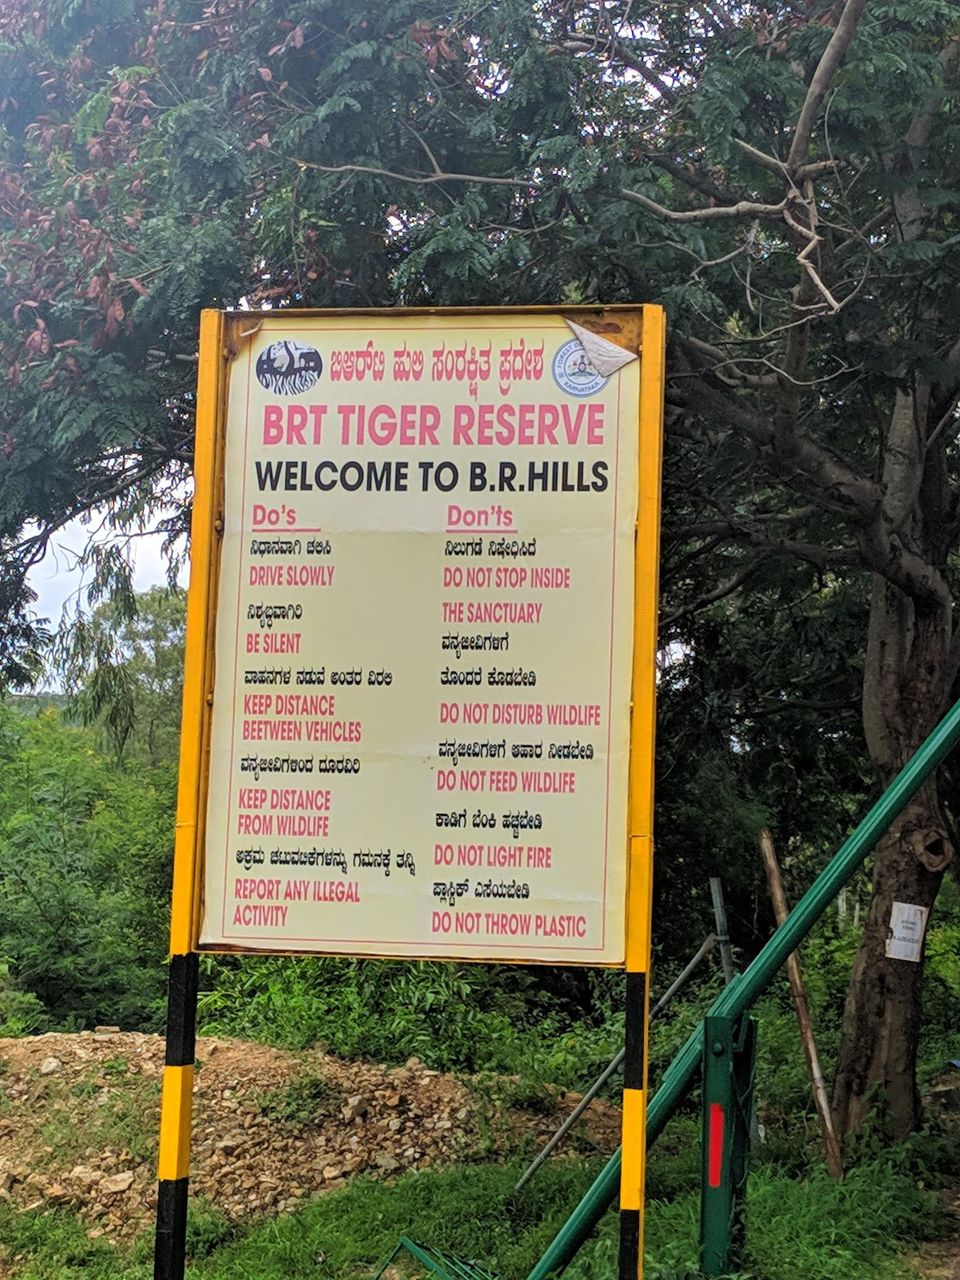 ಬಿಆರ್‌ಟಿ ಹುಲಿ ಸಂರಕ್ಷಿತ ಪ್ರದೇಶ
BRT TIGER RESERVE
WELCOME TO B.R.HILLS
Do's
ನಿಧಾನವಾಗಿ ಚಲಿಸಿ
DRIVE SLOWLY
ನಿಶ್ಯಬ್ಧವಾಗಿರಿ
BE SILENT
ವಾಹನಗಳ ನಡುವೆ ಅಂತರ ವಿರಲಿ
KEEP DISTANCE
BEETWEEN VEHICLES
ವನ್ಯಜೀವಿಗಳಿಂದ ದೂರವಿರಿ
KEEP DISTANCE
FROM WILDLIFE
ಅಕ್ರಮ ಚಟುವಟಿಕೆಗಳನ್ನು ಗಮನಕ್ಕೆ ತನ್ನಿ
REPORT ANY ILLEGAL
ACTIVITY
Don'ts
ನಿಲುಗಡೆ ನಿಷೇಧಿಸಿದೆ
DO NOT STOP INSIDE
THE SANCTUARY
ವನ್ಯಜೀವಿಗಳಿಗೆ
ತೊಂದರೆ ಕೊಡಬೇಡಿ
DO NOT DISTURB WILDLIFE
ವನ್ಯಜೀವಿಗಳಿಗೆ ಆಹಾರ ನೀಡಬೇಡಿ
DO NOT FEED WILDLIFE
ಕಾಡಿಗೆ ಬೆಂಕಿ ಹಚ್ಚಬೇಡಿ
DO NOT LIGHT FIRE
ಪ್ಲಾಸ್ಟಿಕ್ ಎಸೆಯಬೇಡಿ
DO NOT THROW PLASTIC